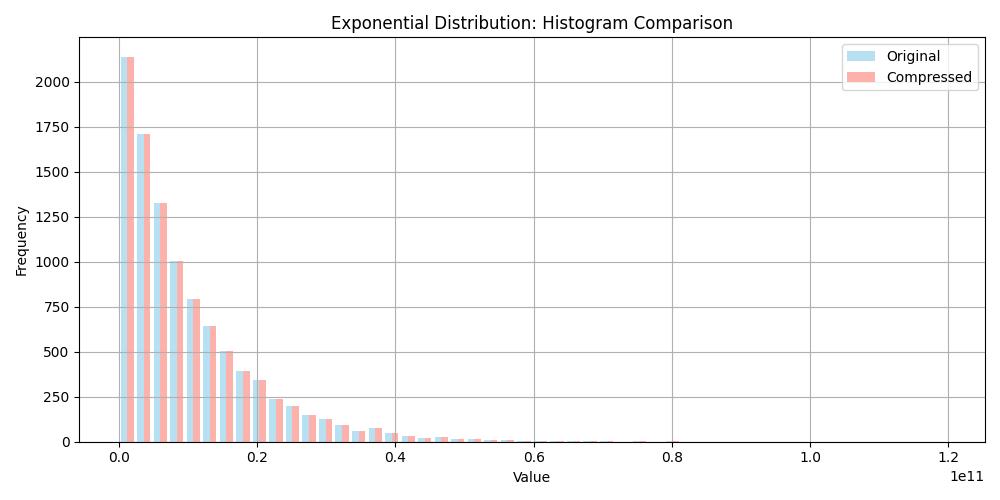 Exponential Distribution: Histogram Comparison
Original
Compressed
Frequency
2000
1750
1500
1250
1000
750
500
250
0
0.0 0.2 0.4 0.6 0.8 1.0 1.2
1e11
Value